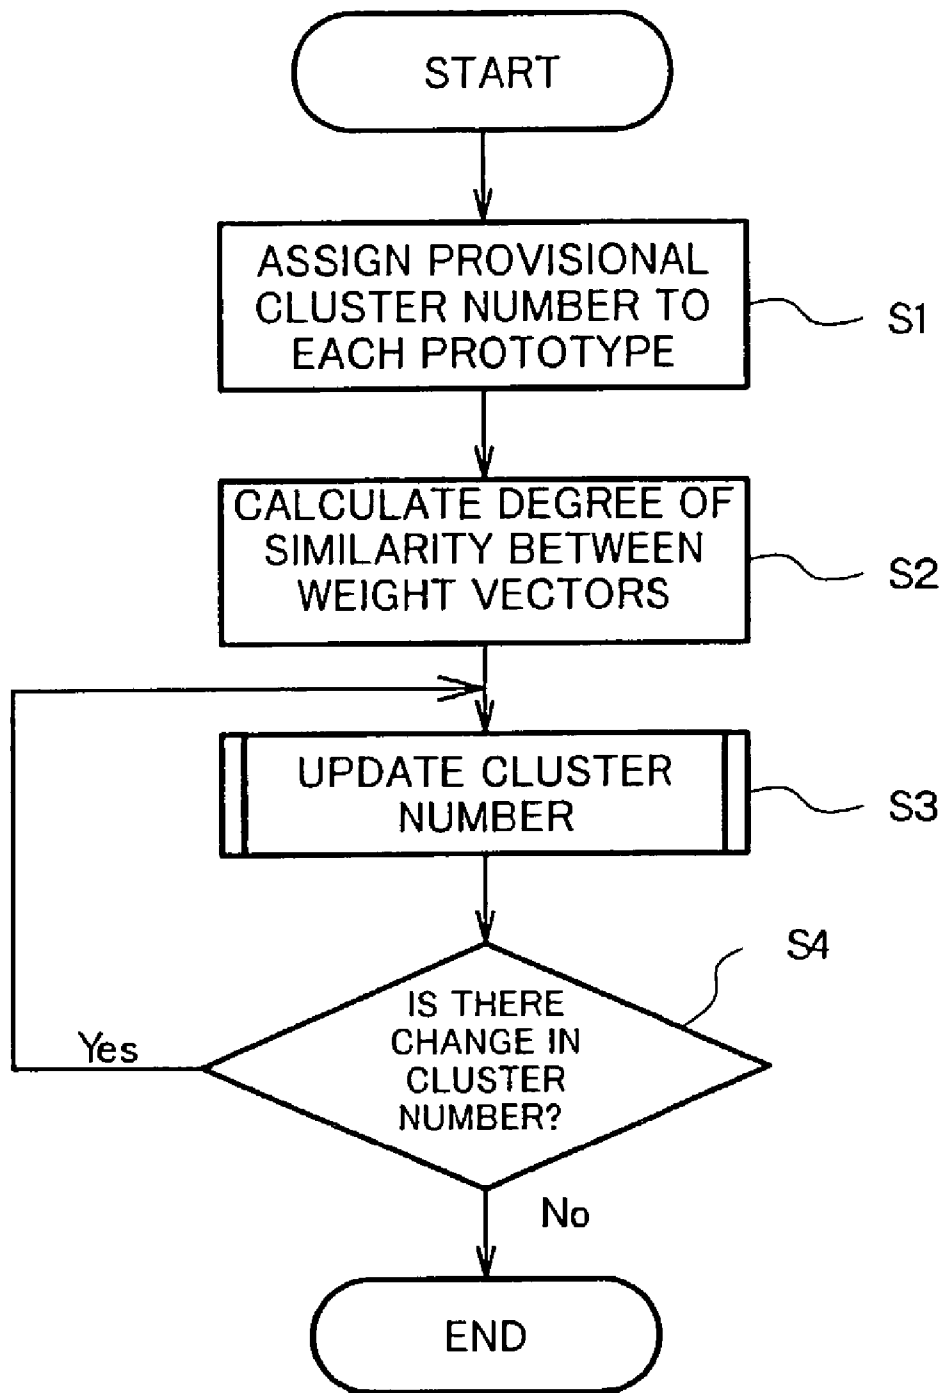 START
ASSIGN PROVISIONAL
CLUSTER NUMBER TO
EACH PROTOTYPE
S1
CALCULATE DEGREE OF
SIMILARITY BETWEEN
WEIGHT VECTORS
S2
UPDATE CLUSTER
NUMBER
S3
S4
IS THERE
CHANGE IN
CLUSTER
NUMBER?
Yes
No
END